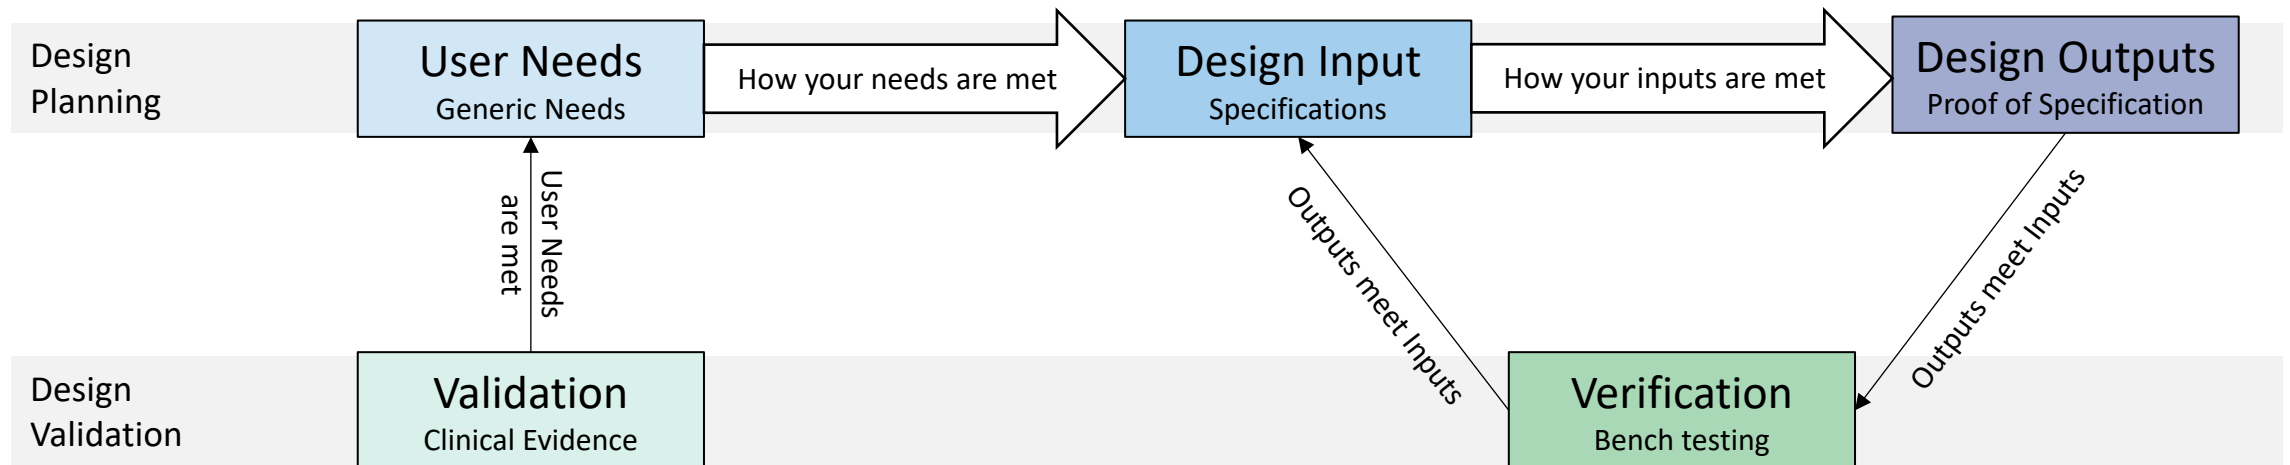 Design
Planning
User Needs
Generic Needs
How your needs are met
Design Input
Specifications
How your inputs are met
Design Outputs
Proof of Specification
User Needs
are met
Outputs meet Inputs
Outputs meet Inputs
Design
Validation
Validation
Clinical Evidence
Verification
Bench testing